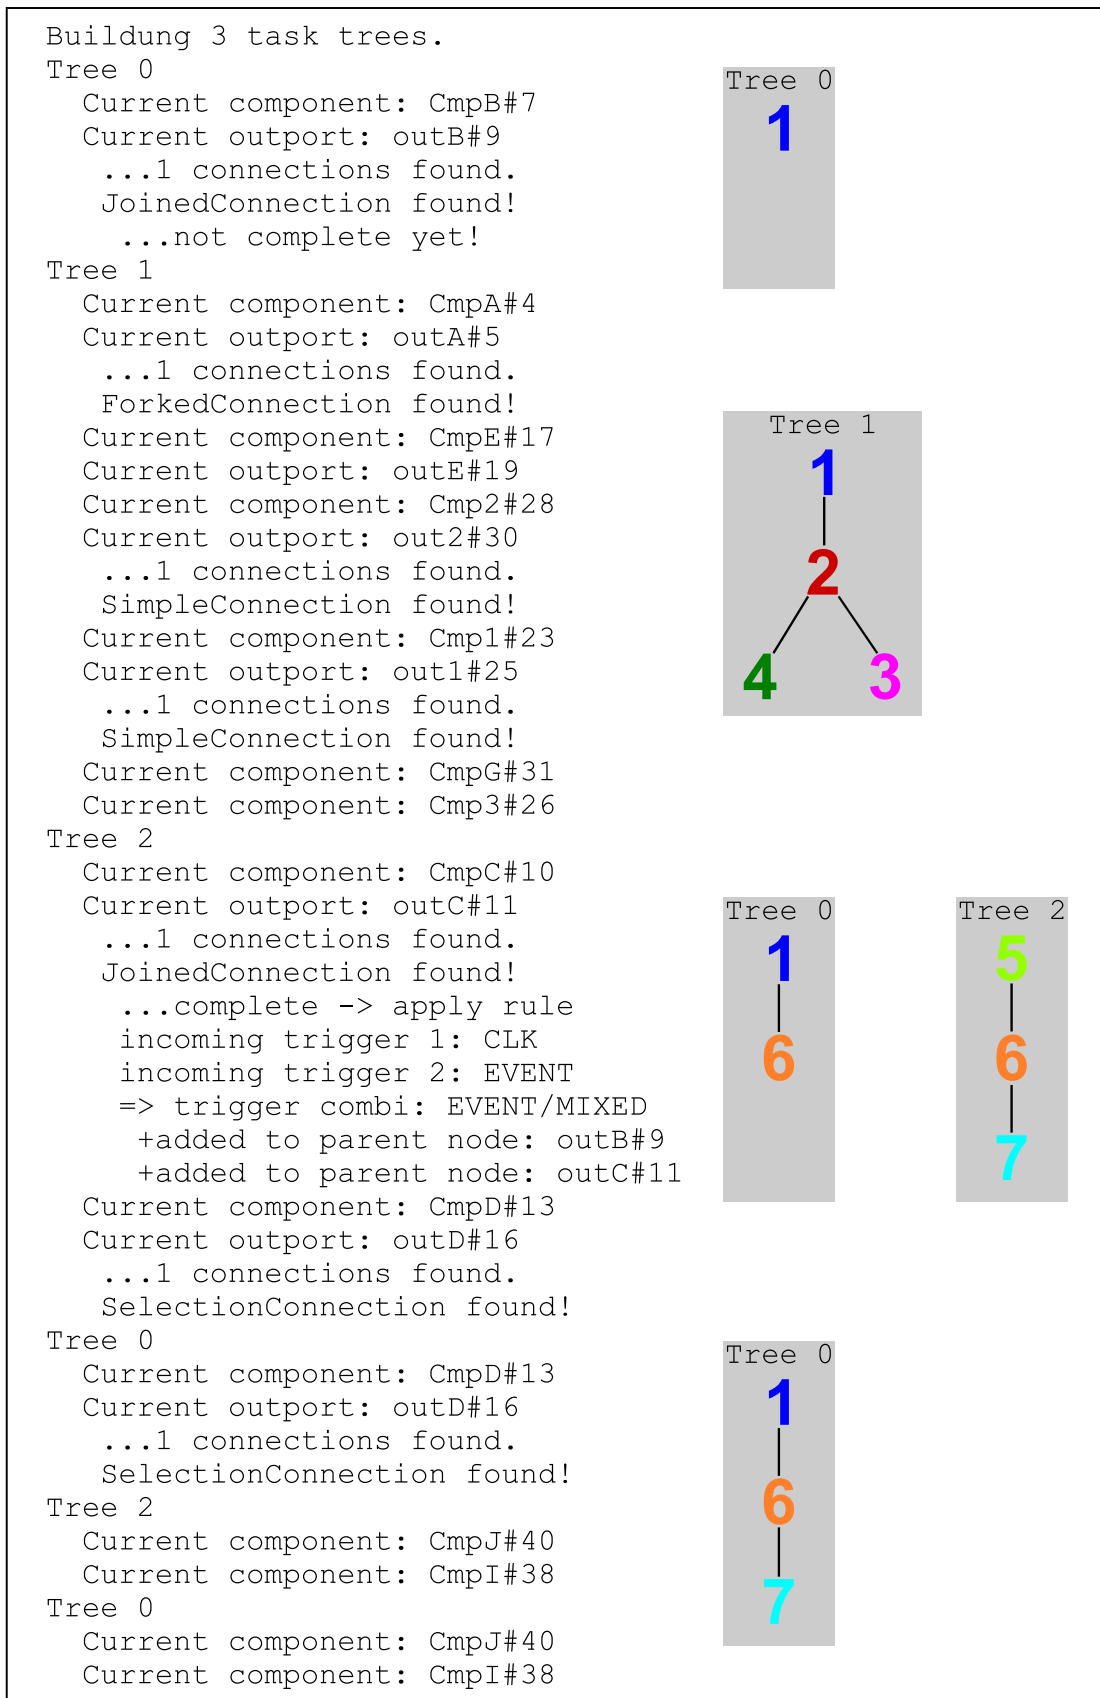 Buildung 3 task trees.
Tree 0
Current component: CmpB#7
Current outport: outB#9
...1 connections found.
JoinedConnection found!
...not complete yet!
Tree 1
Current component: CmpA#4
Current outport: outA#5
...1 connections found.
ForkedConnection found!
Current component: CmpE#17
Current outport: outE#19
Current component: Cmp2#28
Current outport: out2#30
...1 connections found.
SimpleConnection found!
Current component: Cmp1#23
Current outport: out1#25
...1 connections found.
SimpleConnection found!
Current component: CmpG#31
Current component: Cmp3#26
Tree 2
Current component: CmpC#10
Current outport: outC#11
...1 connections found.
JoinedConnection found!
...complete -> apply rule
incoming trigger 1: CLK
incoming trigger 2: EVENT
=> trigger combi: EVENT/MIXED
+added to parent node: outB#9
+added to parent node: outC#11
Current component: CmpD#13
Current outport: outD#16
...1 connections found.
SelectionConnection found!
Tree 0
Current component: CmpD#13
Current outport: outD#16
...1 connections found.
SelectionConnection found!
Tree 2
Current component: CmpJ#40
Current component: CmpI#38
Tree 0
Current component: CmpJ#40
Current component: CmpI#38
Tree 0
1
Tree 1
1
2
4 3
Tree 0
1
6
Tree 2
5
6
7
Tree 0
1
6
7